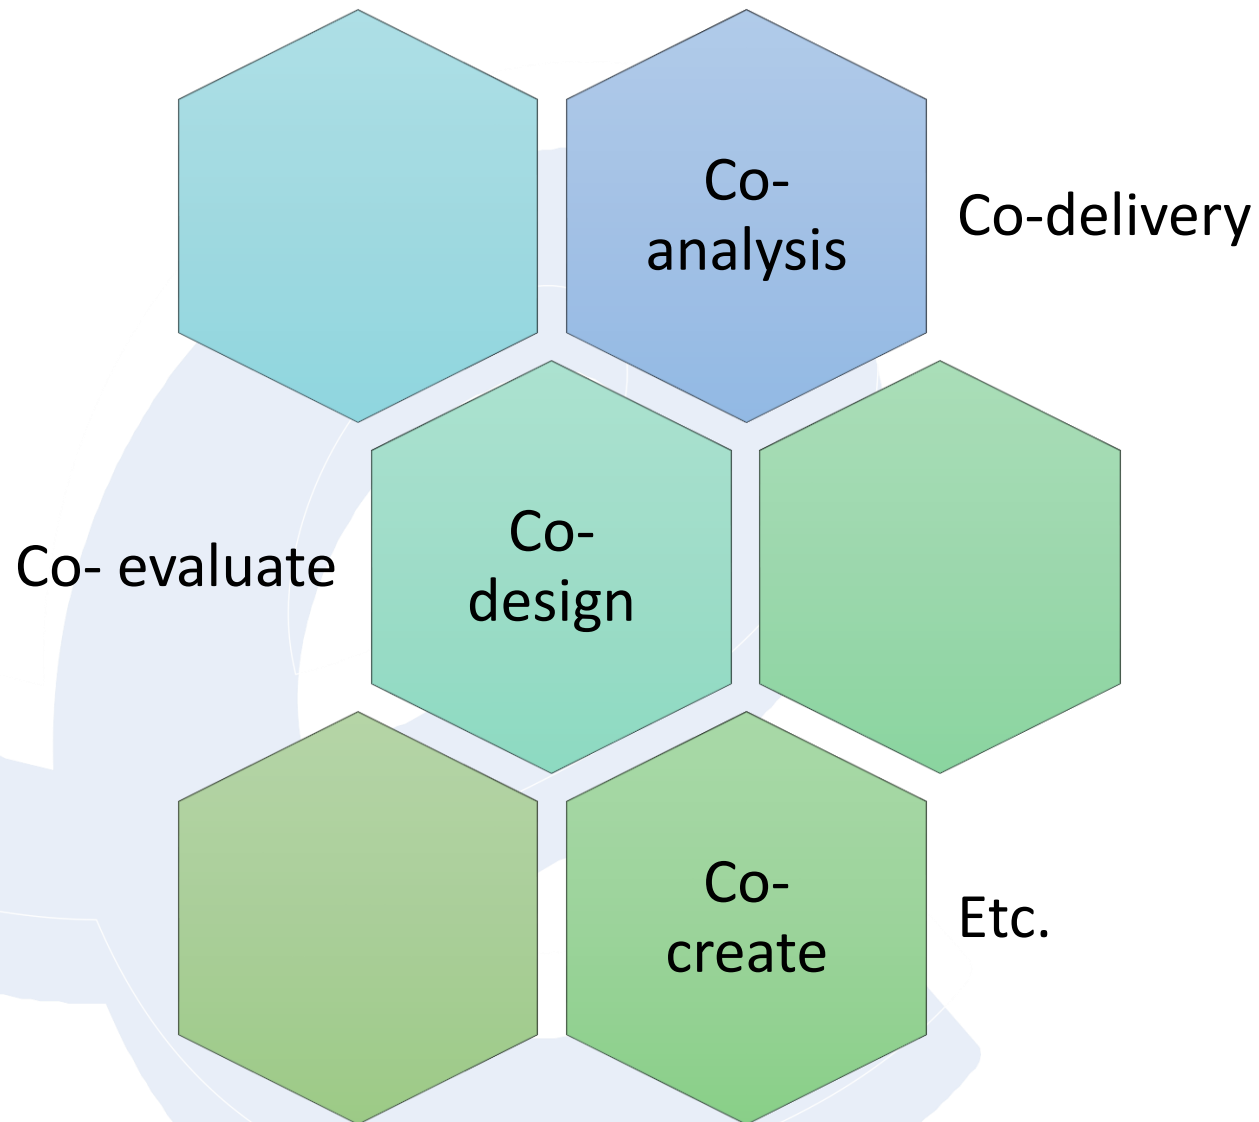 Co-
analysis
Co-delivery
Co- evaluate
Co-
design
Co-
create
Etc.